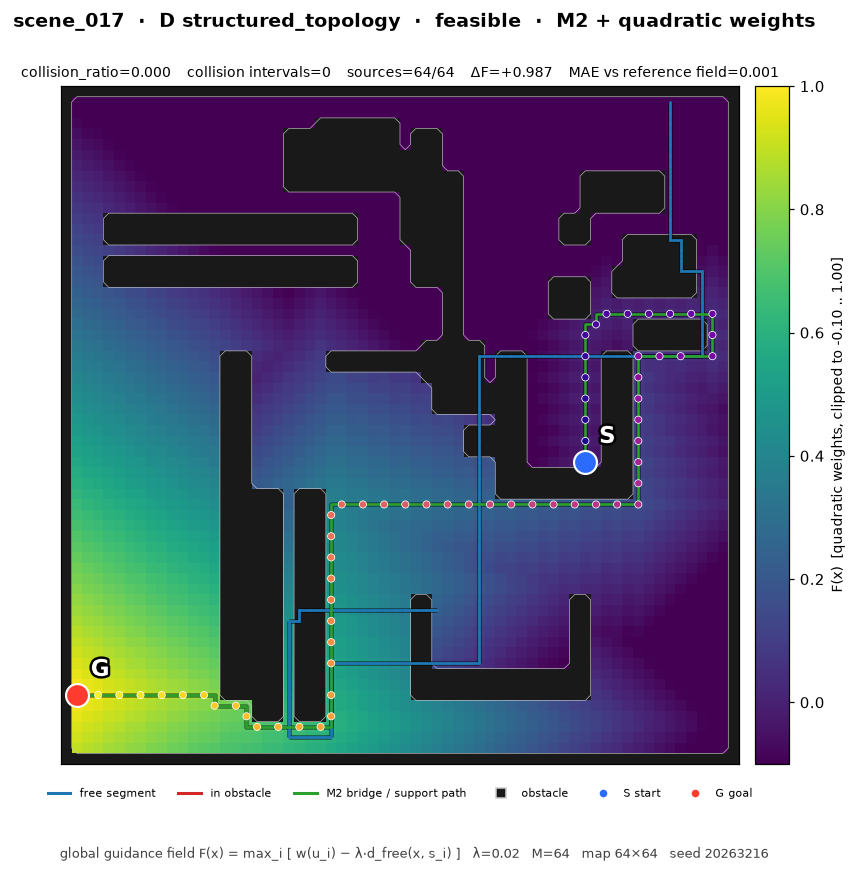 scene_017 · D structured_topology · feasible · M2 + quadratic weights
collision_ratio=0.000 collision intervals=0 sources=64/64 ΔF=+0.987 MAE vs reference field=0.001
1.0
0.8
0.6
0.4
0.2
0.0
F(x) [quadratic weights, clipped to -0.10 .. 1.00]
S
G
free segment in obstacle M2 bridge / support path obstacle S start G goal
global guidance field F(x) = max_i [ w(u_i) − λ·d_free(x, s_i) ] λ=0.02 M=64 map 64×64 seed 20263216